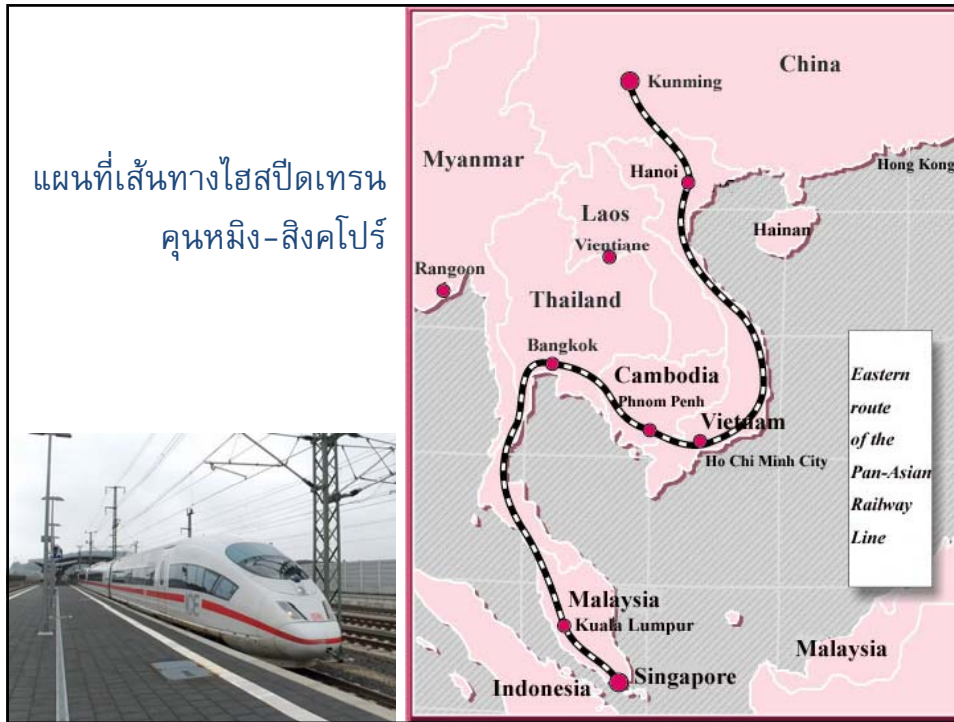 แผนที่เส้นทางไฮสปีดเทรน
คุนหมิง-สิงคโปร์
ICE
China
Kunming
Myanmar
Hong Kong
Hanoi
Laos
Hainan
Vientiane
Rangoon
Thailand
Bangkok
Cambodia
Phnom Penh
Vietnam
Ho Chi Minh City
Eastern
route
of the
Pan-Asian
Railway
Line
Malaysia
Kuala Lumpur
Malaysia
Singapore
Indonesia